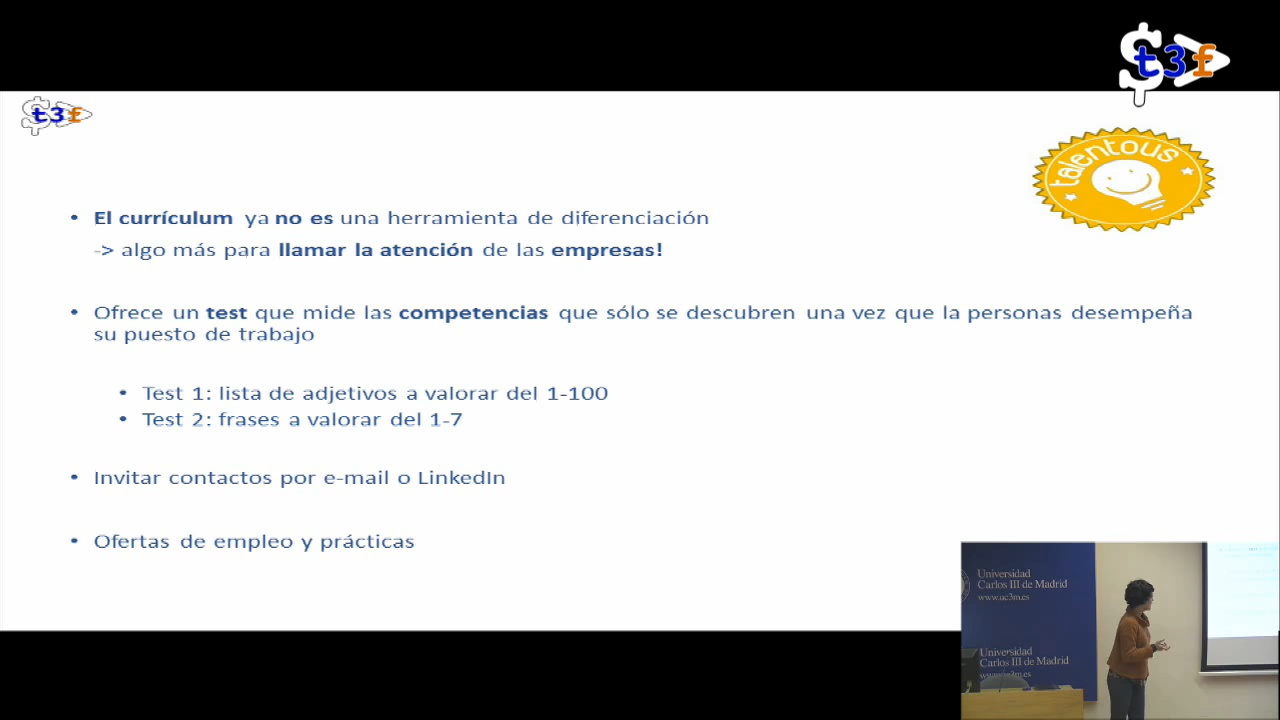 t3f
t3f
talentous
• El currículum ya no es una herramienta de diferenciación
-> algo más para llamar la atención de las empresas!
• Ofrece un test que mide las competencias que sólo se descubren una vez que la personas desempeña
su puesto de trabajo
• Test 1: lista de adjetivos a valorar del 1-100
• Test 2: frases a valorar del 1-7
• Invitar contactos por e-mail o LinkedIn
• Ofertas de empleo y prácticas
Universidad
Carlos III de Madrid
www.uc3m.es
Universidad
Carlos III de Madrid
www.uc3m.es